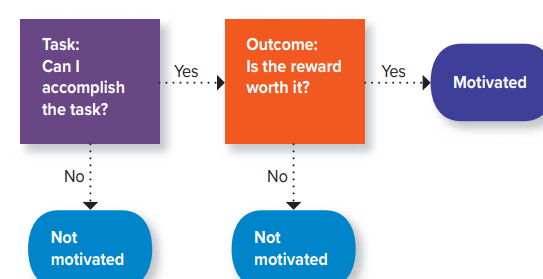 Task:
Can I
accomplish
the task?
Yes
Outcome:
Is the reward
worth it?
Yes
Motivated
No
No
Not
motivated
Not
motivated